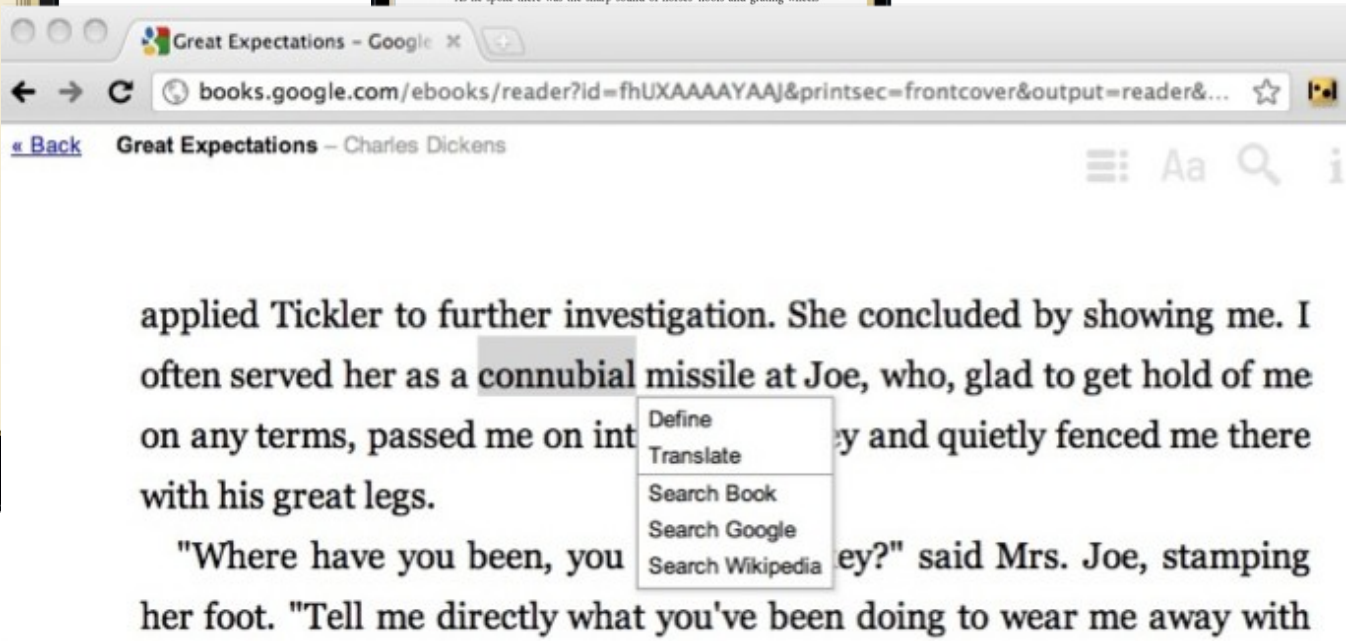 Great Expectations – Google
books.google.com/ebooks/reader?id=fhUXAAAAYAAJ&printsec=frontcover&output=reader&...
« Back Great Expectations – Charles Dickens
Aa i
applied Tickler to further investigation. She concluded by showing me. I
often served her as a connubial missile at Joe, who, glad to get hold of me
on any terms, passed me on int y and quietly fenced me there
with his great legs.
"Where have you been, you ey?" said Mrs. Joe, stamping
her foot. "Tell me directly what you've been doing to wear me away with
Define
Translate
Search Book
Search Google
Search Wikipedia